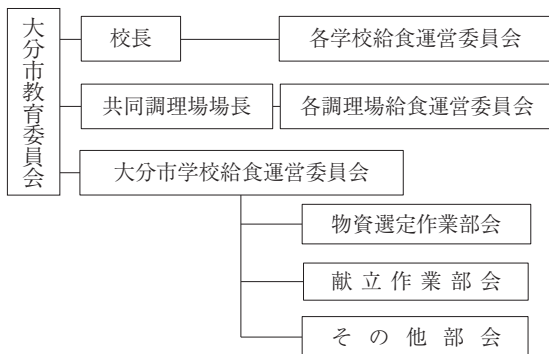 大分市教育委員会
校長
各学校給食運営委員会
共同調理場場長
各調理場給食運営委員会
大分市学校給食運営委員会
物資選定作業部会
献立作業部会
その他部会